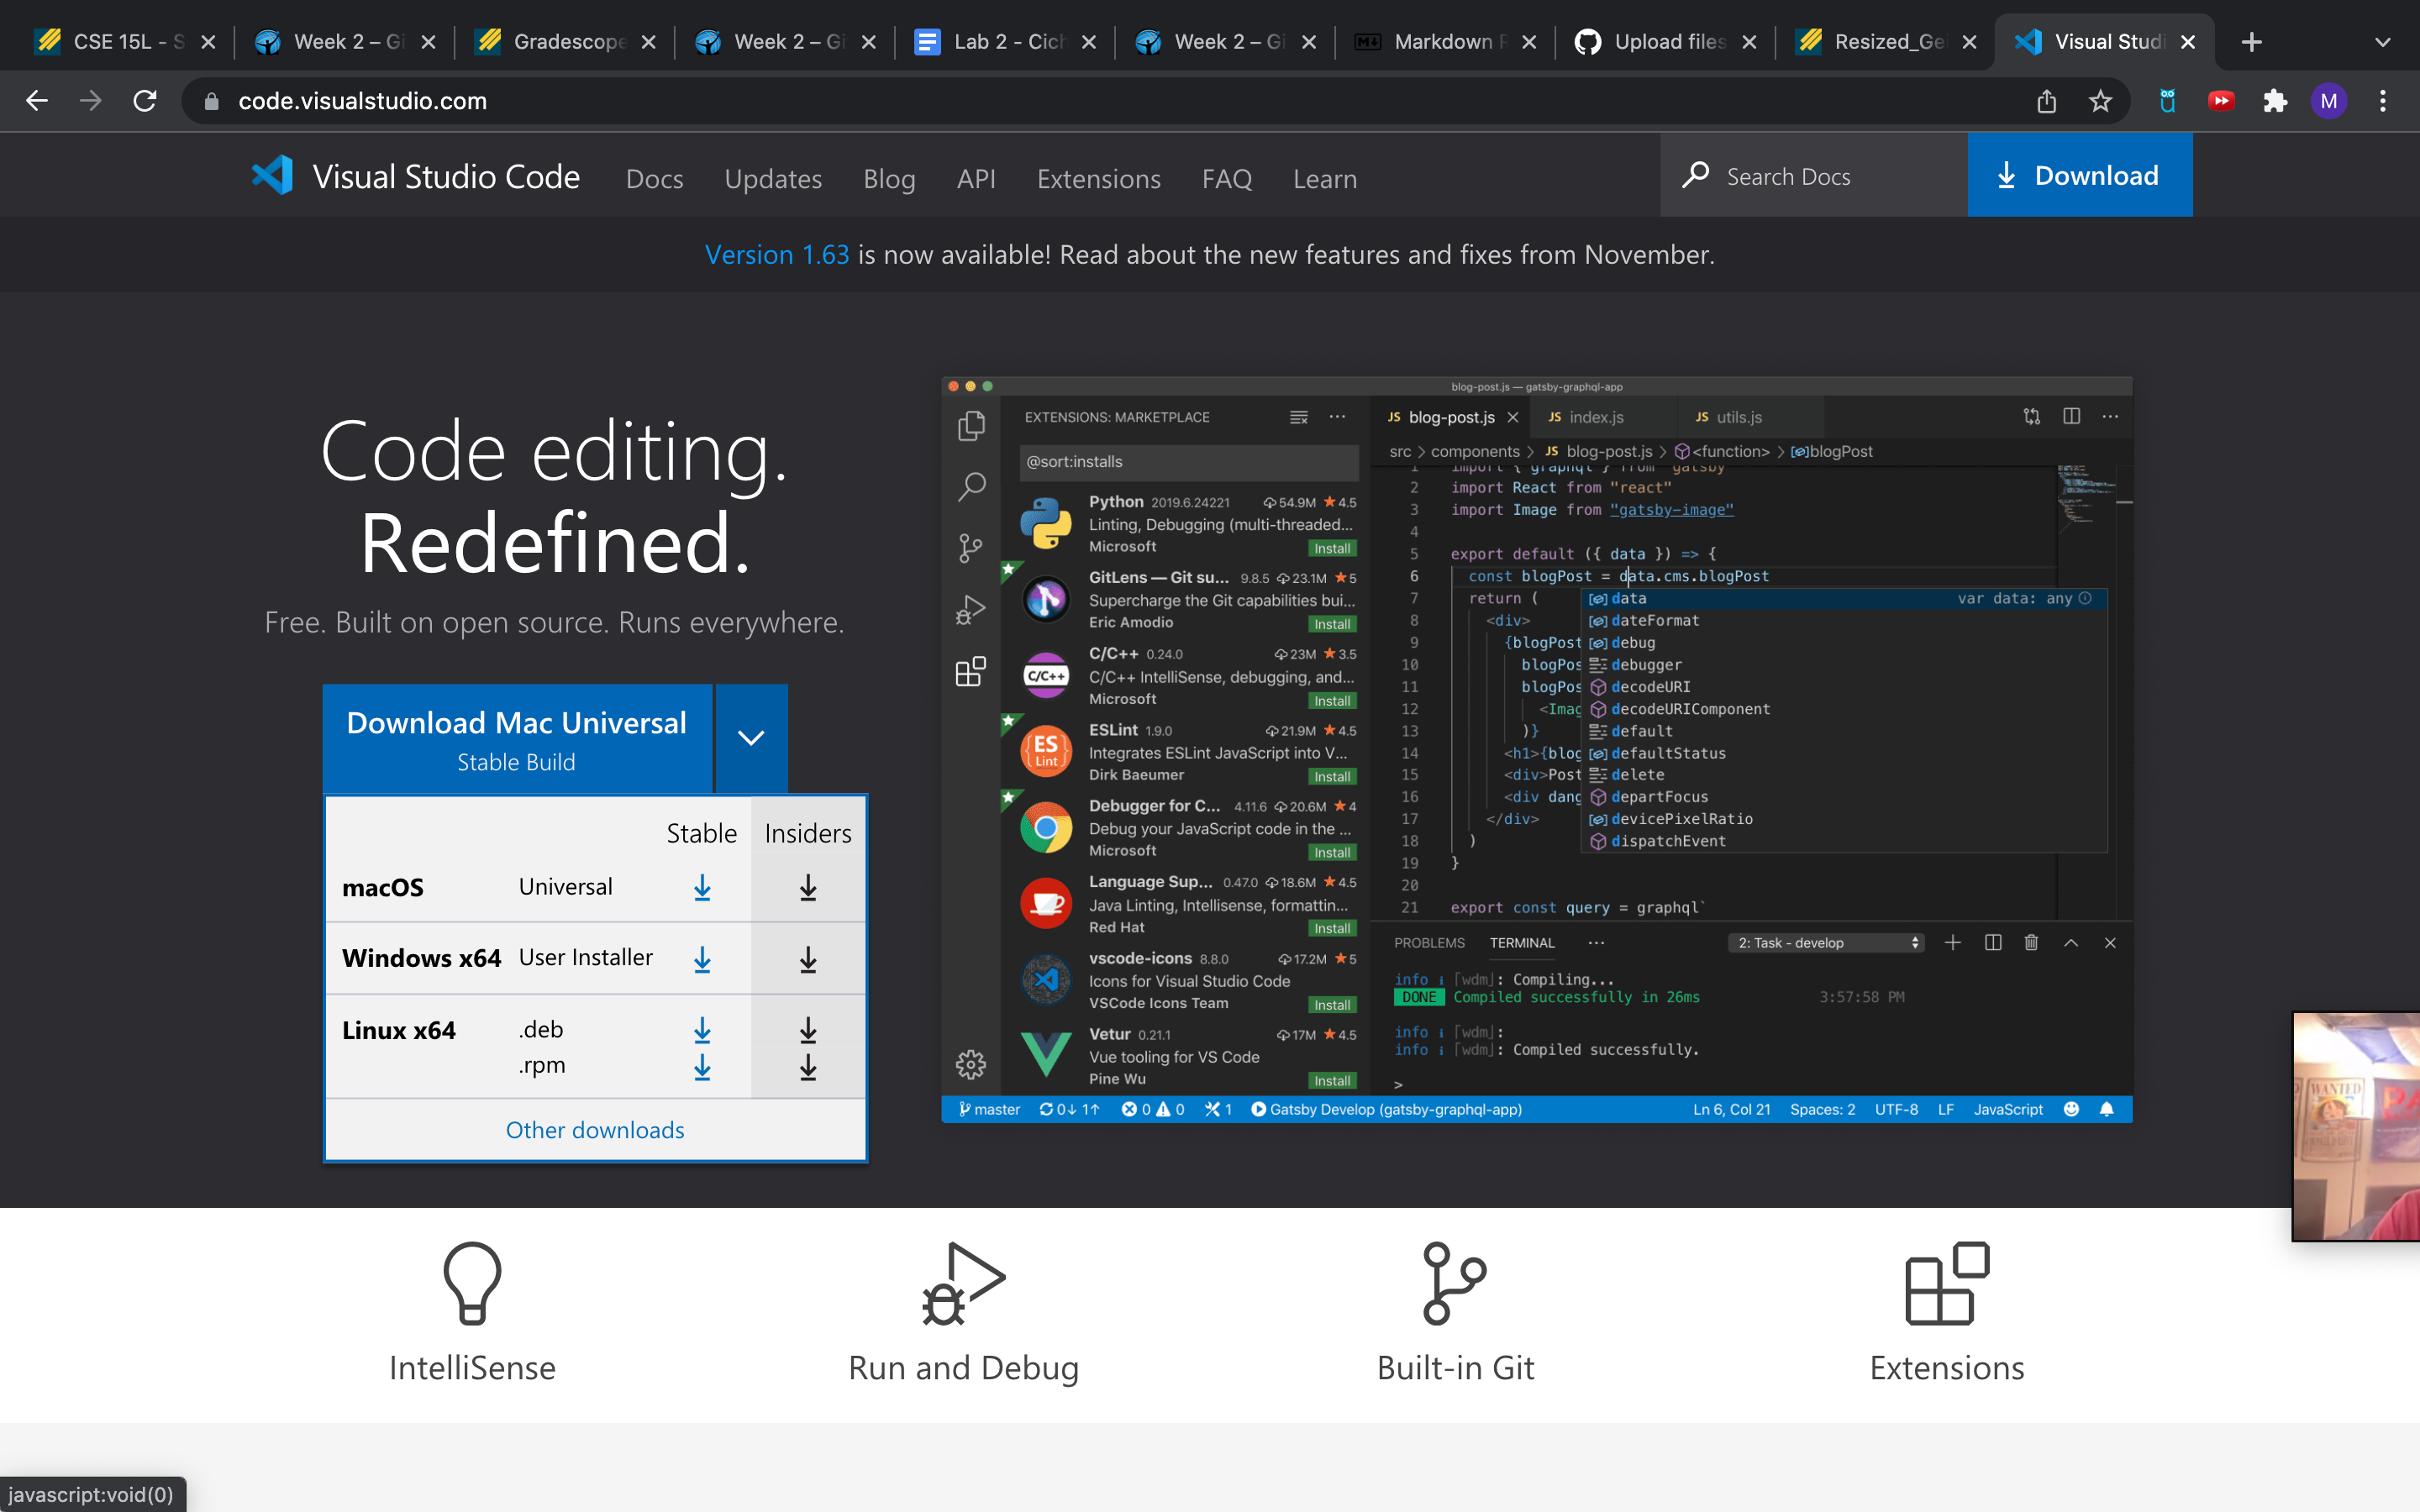 CSE 15L - S
Week 2 – Gi
Gradescope
Week 2 – Gi
Lab 2 - Cich
Week 2 – Gi
Markdown P
Upload files
Resized_Gei
Visual Studi
code.visualstudio.com
M
Visual Studio Code
Docs
Updates
Blog
API
Extensions
FAQ
Learn
Search Docs
Download
Version 1.63 is now available! Read about the new features and fixes from November.
Code editing.
Redefined.
Free. Built on open source. Runs everywhere.
Download Mac Universal
Stable Build
Stable Insiders
macOS Universal
Windows x64 User Installer
Linux x64 .deb
.rpm
Other downloads
blog-post.js — gatsby-graphql-app
EXTENSIONS: MARKETPLACE
@sort:installs
Python 2019.6.24221 54.9M 4.5
Linting, Debugging (multi-threaded...
Microsoft Install
GitLens — Git su... 9.8.5 23.1M 5
Supercharge the Git capabilities bui...
Eric Amodio Install
C/C++ 0.24.0 23M 3.5
C/C++
C/C++ IntelliSense, debugging, and...
Microsoft Install
ESLint 1.9.0 21.9M 4.5
ES
Lint
Integrates ESLint JavaScript into V...
Dirk Baeumer Install
Debugger for C... 4.11.6 20.6M 4
Debug your JavaScript code in the ...
Microsoft Install
Language Sup... 0.47.0 18.6M 4.5
Java Linting, Intellisense, formattin...
Red Hat Install
vscode-icons 8.8.0 17.2M 5
Icons for Visual Studio Code
VSCode Icons Team Install
Vetur 0.21.1 17M 4.5
Vue tooling for VS Code
Pine Wu Install
JS blog-post.js JS index.js JS utils.js
src > components > JS blog-post.js > <function> > blogPost
1 import { graphql } from "gatsby"
2 import React from "react"
3 import Image from "gatsby-image"
4
5 export default ({ data }) => {
6 const blogPost = data.cms.blogPost
7 return (
8 <div>
9 {blogPost
10 blogPos
11 blogPos
12 <Imag
13 )}
14 <h1>{blog
15 <div>Post
16 <div dang
17 </div>
18 )
19 }
20
21 export const query = graphql`
data var data: any
dateFormat
debug
debugger
decodeURI
decodeURIComponent
default
defaultStatus
delete
departFocus
devicePixelRatio
dispatchEvent
PROBLEMS TERMINAL ... 2: Task - develop
info i ｢wdm｣: Compiling...
DONE Compiled successfully in 26ms 3:57:58 PM
info i ｢wdm｣:
info i ｢wdm｣: Compiled successfully.
>
master 0↓ 1↑ 0 0 1 Gatsby Develop (gatsby-graphql-app) Ln 6, Col 21 Spaces: 2 UTF-8 LF JavaScript
WANTED
IntelliSense
Run and Debug
Built-in Git
Extensions
javascript:void(0)